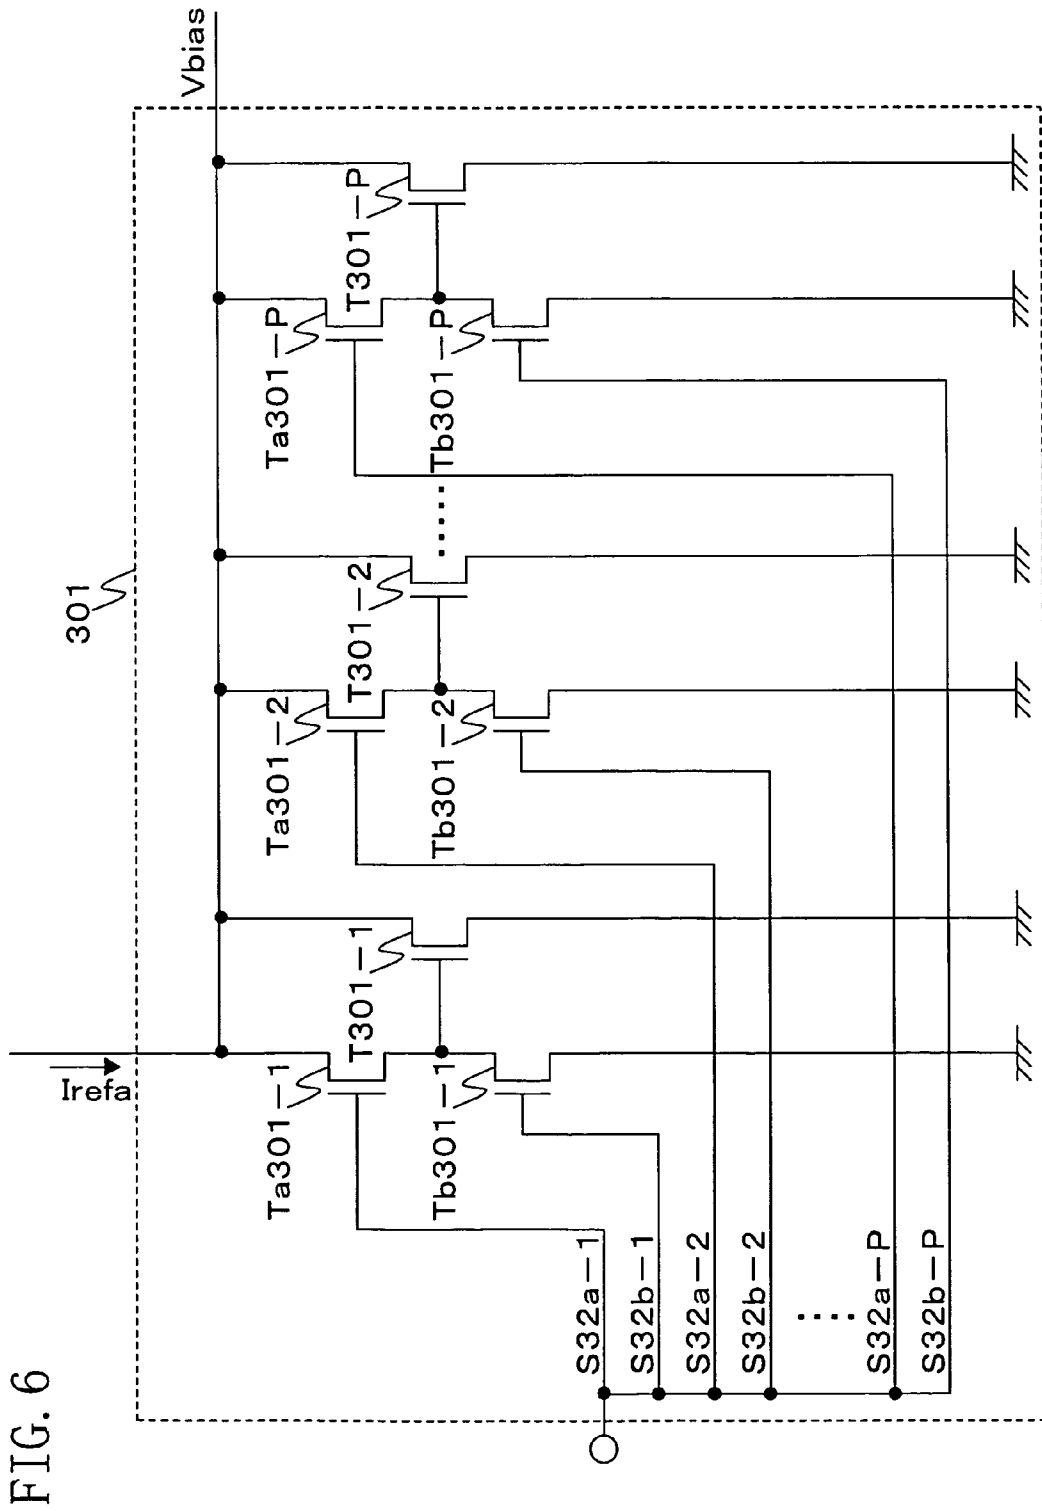 FIG. 6
301
Irefa
Vbias
Ta301-1
T301-1
Tb301-1
Ta301-2
T301-2
Tb301-2
.....
Ta301-P
T301-P
Tb301-P
S32a-1
S32b-1
S32a-2
S32b-2
....
S32a-P
S32b-P